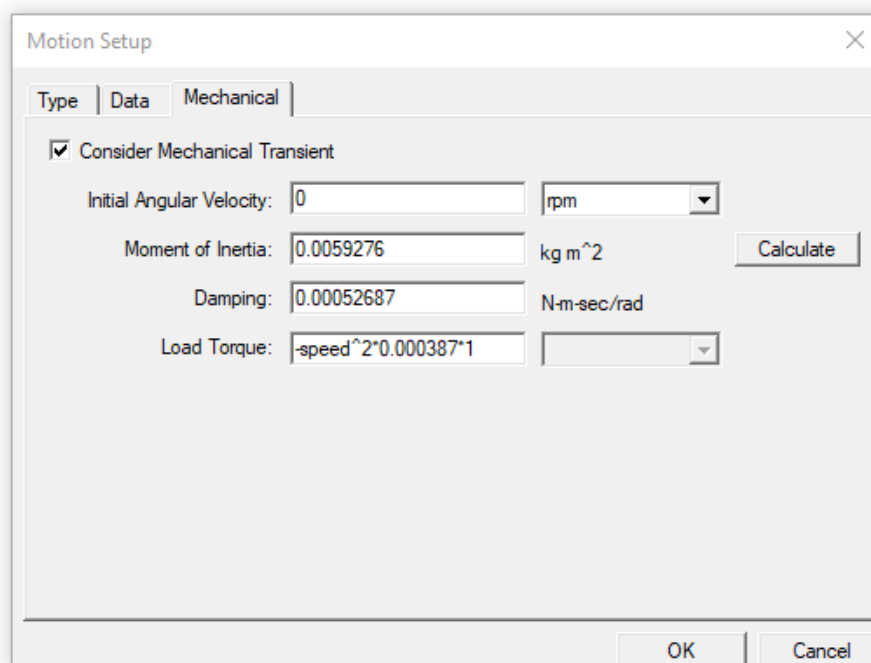 Motion Setup
Type Data Mechanical
Consider Mechanical Transient
Initial Angular Velocity: 0 rpm
Moment of Inertia: 0.0059276 kg m^2 Calculate
Damping: 0.00052687 N-m-sec/rad
Load Torque: -speed^2*0.000387*1
OK Cancel